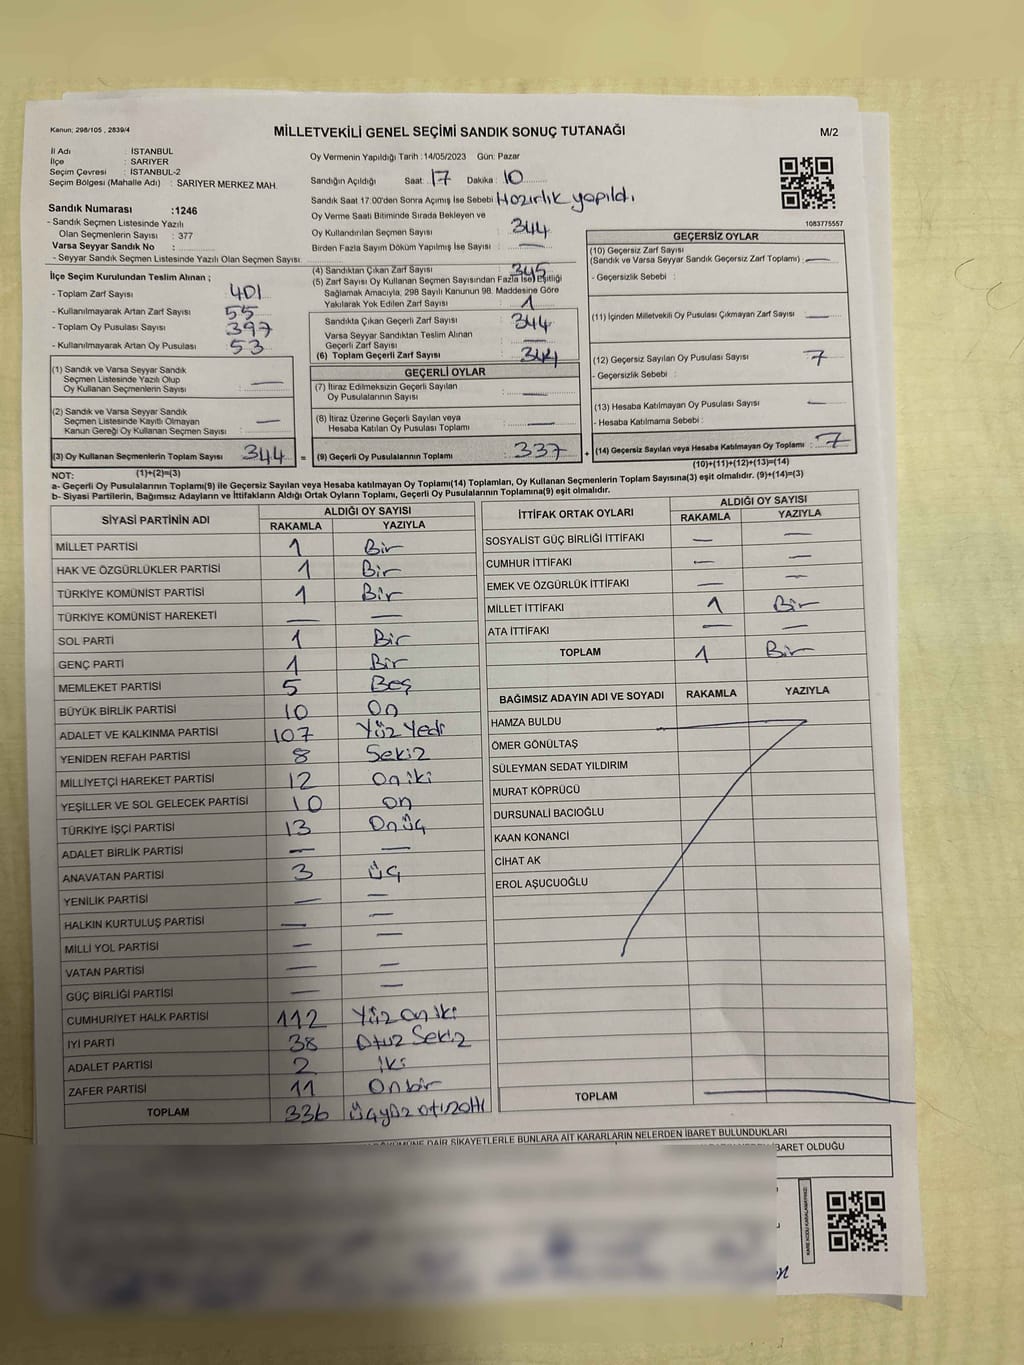 Kanun: 298/105 , 2839/4
MİLLETVEKİLİ GENEL SEÇİMİ SANDIK SONUÇ TUTANAĞI
M/2
İl Adı : İSTANBUL
İlçe : SARIYER
Seçim Çevresi : İSTANBUL-2
Seçim Bölgesi (Mahalle Adı) : SARIYER MERKEZ MAH.
Sandık Numarası :1246
- Sandık Seçmen Listesinde Yazılı
Olan Seçmenlerin Sayısı : 377
Varsa Seyyar Sandık No :
- Seyyar Sandık Seçmen Listesinde Yazılı Olan Seçmen Sayısı
Oy Vermenin Yapıldığı Tarih :14/05/2023 Gün: Pazar
Sandığın Açıldığı Saat: 17 Dakika : 10
Sandık Saat 17:00'den Sonra Açımış İse Sebebi Hazırlık yapıldı
Oy Verme Saati Bitiminde Sırada Bekleyen ve
Oy Kullandırılan Seçmen Sayısı : 344
Birden Fazla Sayım Döküm Yapılmış İse Sayısı : —
1083775557
İlçe Seçim Kurulundan Teslim Alınan ;
- Toplam Zarf Sayısı 401
- Kullanılmayarak Artan Zarf Sayısı 55
- Toplam Oy Pusulası Sayısı 397
- Kullanılmayarak Artan Oy Pusulası 53
(1) Sandık ve Varsa Seyyar Sandık
Seçmen Listesinde Yazılı Olup
Oy Kullanan Seçmenlerin Sayısı : —
(2) Sandık ve Varsa Seyyar Sandık
Seçmen Listesinde Kayıtlı Olmayan
Kanun Gereği Oy Kullanan Seçmen Sayısı : —
(3) Oy Kullanan Seçmenlerin Toplam Sayısı : 344
(4) Sandıktan Çıkan Zarf Sayısı : 345
(5) Zarf Sayısı Oy Kullanan Seçmen Sayısından Fazla İse) Eşitliği
Sağlamak Amacıyla; 298 Sayılı Kanunun 98. Maddesine Göre
Yakılarak Yok Edilen Zarf Sayısı : 1
Sandıkta Çıkan Geçerli Zarf Sayısı : 344
Varsa Seyyar Sandıktan Teslim Alınan
Geçerli Zarf Sayısı : —
(6) Toplam Geçerli Zarf Sayısı : 344
GEÇERLİ OYLAR
(7) İtiraz Edilmeksizin Geçerli Sayılan
Oy Pusulalarının Sayısı : —
(8) İtiraz Üzerine Geçerli Sayılan veya
Hesaba Katılan Oy Pusulası Toplamı : —
(9) Geçerli Oy Pusulalarının Toplamı : 337
GEÇERSİZ OYLAR
(10) Geçersiz Zarf Sayısı
(Sandık ve Varsa Seyyar Sandık Geçersiz Zarf Toplamı) : —
- Geçersizlik Sebebi :
(11) İçinden Milletvekili Oy Pusulası Çıkmayan Zarf Sayısı : —
(12) Geçersiz Sayılan Oy Pusulası Sayısı : 7
- Geçersizlik Sebebi :
(13) Hesaba Katılmayan Oy Pusulası Sayısı : —
- Hesaba Katılmama Sebebi :
(14) Geçersiz Sayılan veya Hesaba Katılmayan Oy Toplamı : 7
NOT: (1)+(2)=(3) (10)+(11)+(12)+(13)=(14)
a- Geçerli Oy Pusulalarının Toplamı(9) ile Geçersiz Sayılan veya Hesaba katılmayan Oy Toplamı(14) Toplamları, Oy Kullanan Seçmenlerin Toplam Sayısına(3) eşit olmalıdır. (9)+(14)=(3)
b- Siyasi Partilerin, Bağımsız Adayların ve İttifakların Aldığı Ortak Oyların Toplamı, Geçerli Oy Pusulalarının Toplamına(9) eşit olmalıdır.
SİYASİ PARTİNİN ADI ALDIĞI OY SAYISI
RAKAMLA YAZIYLA
MİLLET PARTİSİ 1 Bir
HAK VE ÖZGÜRLÜKLER PARTİSİ 1 Bir
TÜRKİYE KOMÜNİST PARTİSİ 1 Bir
TÜRKİYE KOMÜNİST HAREKETİ — —
SOL PARTİ 1 Bir
GENÇ PARTİ 1 Bir
MEMLEKET PARTİSİ 5 Beş
BÜYÜK BİRLİK PARTİSİ 10 On
ADALET VE KALKINMA PARTİSİ 107 Yüz Yedi
YENİDEN REFAH PARTİSİ 8 Sekiz
MİLLİYETÇİ HAREKET PARTİSİ 12 On iki
YEŞİLLER VE SOL GELECEK PARTİSİ 10 on
TÜRKİYE İŞÇİ PARTİSİ 13 Onüç
ADALET BİRLİK PARTİSİ — —
ANAVATAN PARTİSİ 3 üç
YENİLİK PARTİSİ — —
HALKIN KURTULUŞ PARTİSİ — —
MİLLİ YOL PARTİSİ — —
VATAN PARTİSİ — —
GÜÇ BİRLİĞİ PARTİSİ — —
CUMHURİYET HALK PARTİSİ 112 Yüz on iki
İYİ PARTİ 38 Otuz Sekiz
ADALET PARTİSİ 2 iki
ZAFER PARTİSİ 11 Onbir
TOPLAM 336 üçyüz otuzaltı
İTTİFAK ORTAK OYLARI ALDIĞI OY SAYISI
RAKAMLA YAZIYLA
SOSYALİST GÜÇ BİRLİĞİ İTTİFAKI — —
CUMHUR İTTİFAKI — —
EMEK VE ÖZGÜRLÜK İTTİFAKI — —
MİLLET İTTİFAKI 1 Bir
ATA İTTİFAKI — —
TOPLAM 1 Bir
BAĞIMSIZ ADAYIN ADI VE SOYADI RAKAMLA YAZIYLA
HAMZA BULDU
ÖMER GÖNÜLTAŞ
SÜLEYMAN SEDAT YILDIRIM
MURAT KÖPRÜCÜ
DURSUNALİ BACIOĞLU
KAAN KONANCİ
CİHAT AK
EROL AŞUCUOĞLU
TOPLAM —
DÖKÜMÜNE DAİR ŞİKAYETLERLE BUNLARA AİT KARARLARIN NELERDEN İBARET BULUNDUKLARI
İBARET OLDUĞU